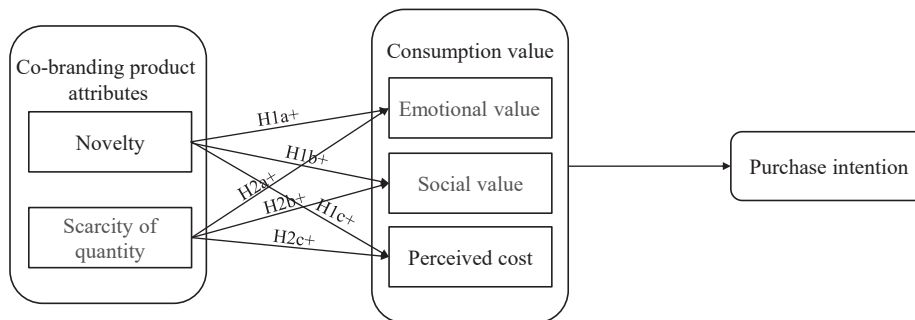 Co-branding product
attributes
Novelty
Scarcity of
quantity
H1a+
H1b+
H2a+
H2b+
H1c+
H2c+
Consumption value
Emotional value
Social value
Perceived cost
Purchase intention